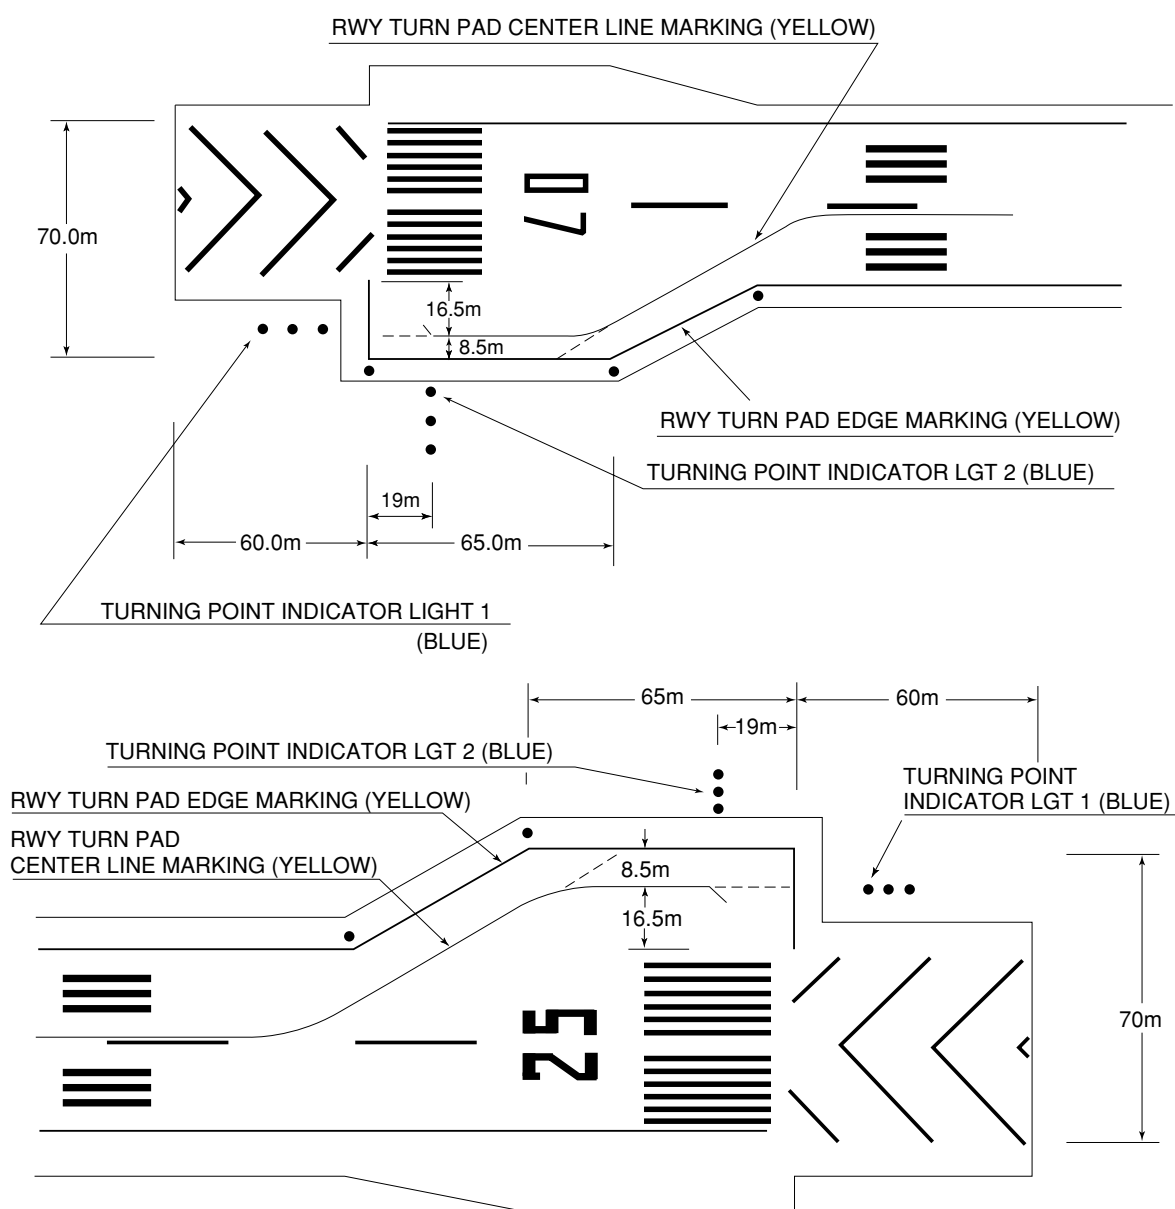 RWY TURN PAD CENTER LINE MARKING (YELLOW)
07
70.0m
16.5m
8.5m
RWY TURN PAD EDGE MARKING (YELLOW)
TURNING POINT INDICATOR LGT 2 (BLUE)
19m
60.0m
65.0m
TURNING POINT INDICATOR LIGHT 1
(BLUE)
65m
60m
19m
TURNING POINT INDICATOR LGT 2 (BLUE)
TURNING POINT
INDICATOR LGT 1 (BLUE)
RWY TURN PAD EDGE MARKING (YELLOW)
RWY TURN PAD
CENTER LINE MARKING (YELLOW)
8.5m
16.5m
25
70m